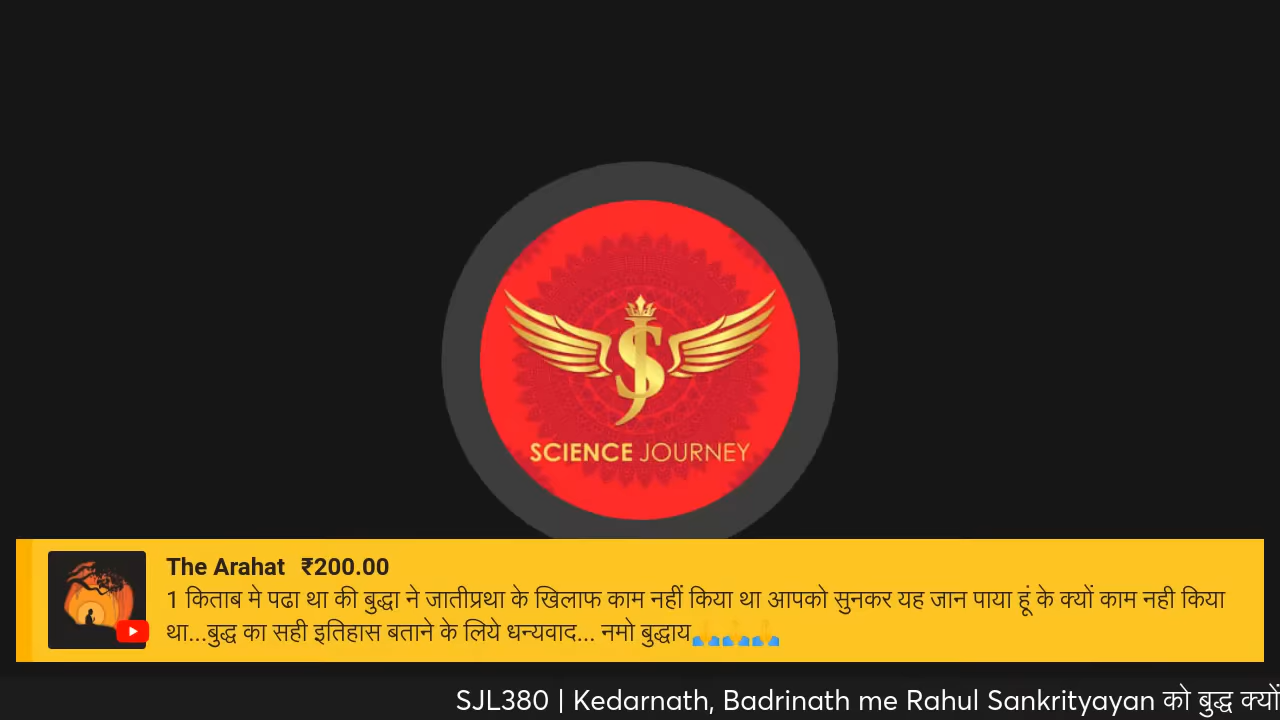 SCIENCE JOURNEY
The Arahat ₹200.00
1 किताब मे पढा था की बुद्धा ने जातीप्रथा के खिलाफ काम नहीं किया था आपको सुनकर यह जान पाया हूं के क्यों काम नही किया
था...बुद्ध का सही इतिहास बताने के लिये धन्यवाद... नमो बुद्धाय🙏🙏🙏🙏
SJL380 | Kedarnath, Badrinath me Rahul Sankrityayan को बुद्ध क्यों